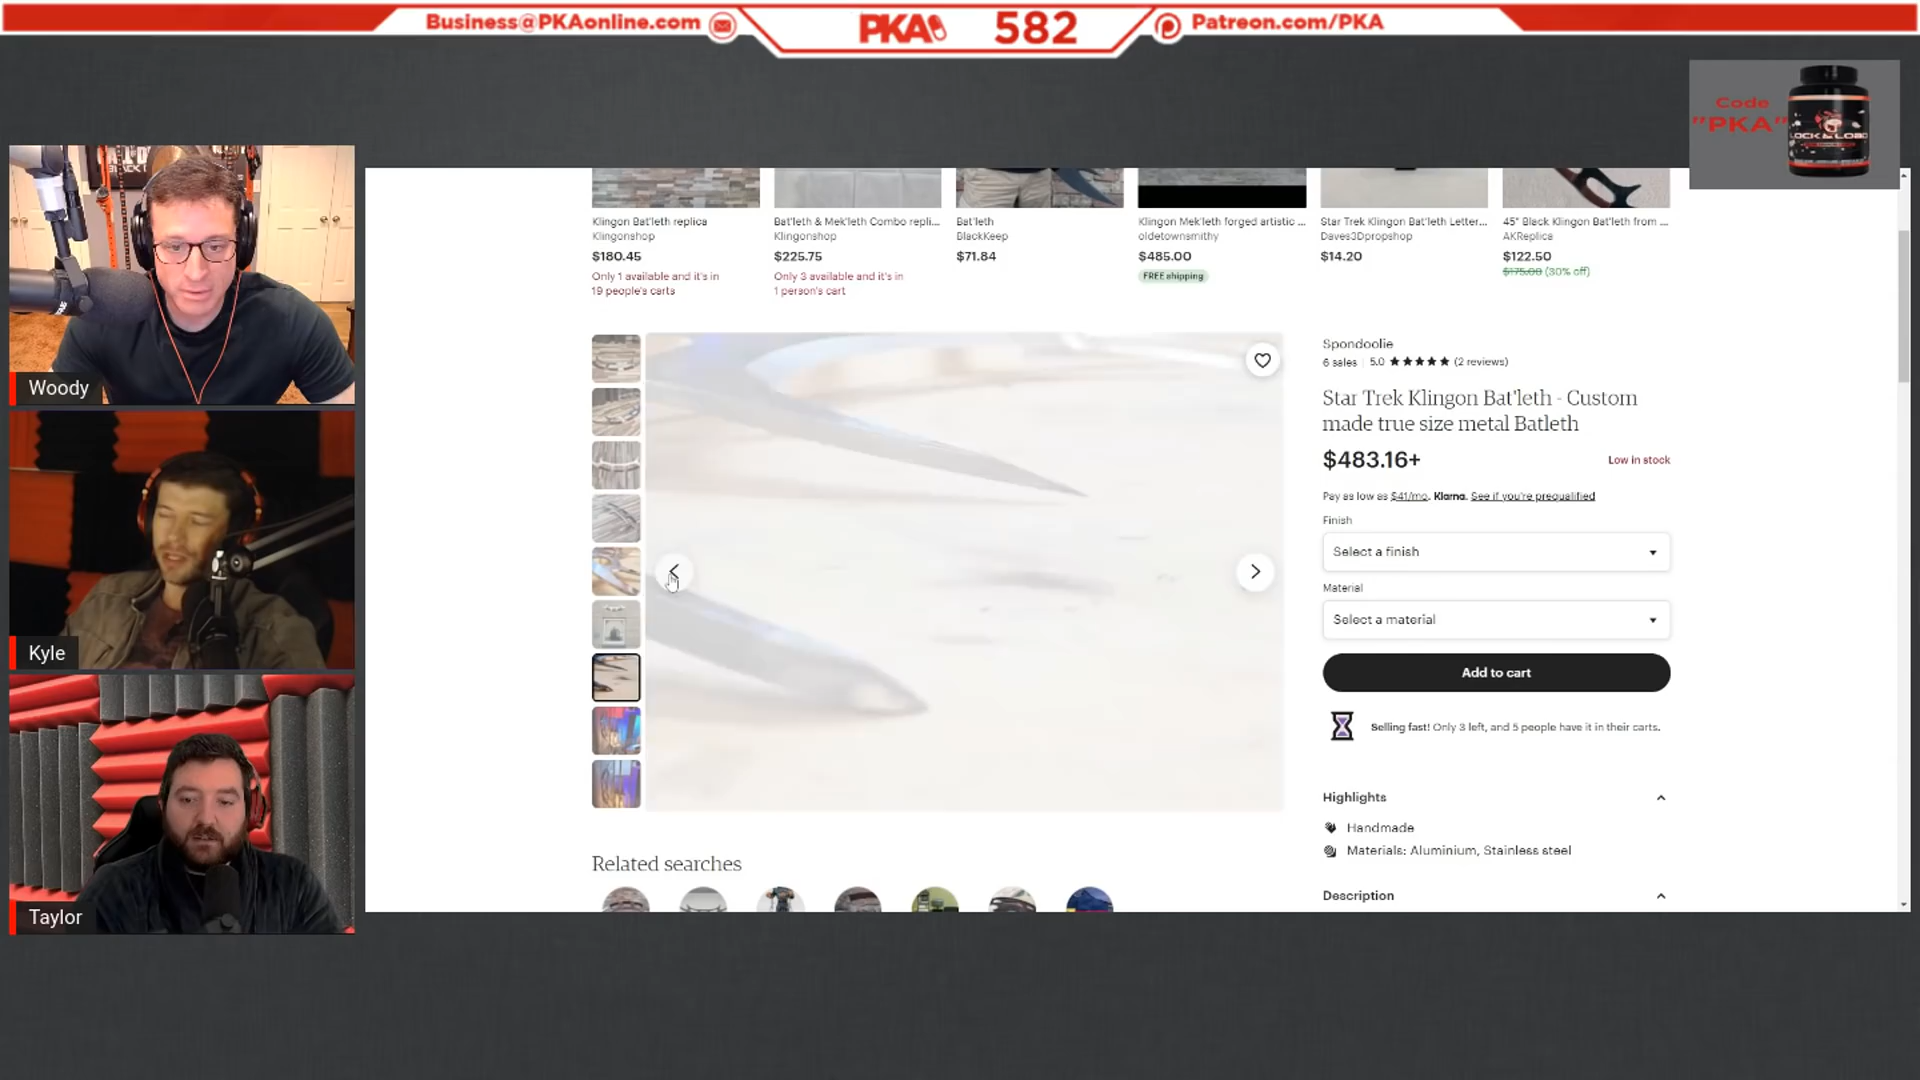 Business@PKAonline.com
PKA
582
Patreon.com/PKA
Code
"PKA"
LOCK & LOAD
Klingon Bat'leth replica
Klingonshop
$180.45
Only 1 available and it's in
19 people's carts
Bat'leth & Mek'leth Combo repli...
Klingonshop
$225.75
Only 3 available and it's in
1 person's cart
Bat'leth
BlackKeep
$71.84
Klingon Mek'leth forged artistic ...
oldetownsmithy
$485.00
FREE shipping
Star Trek Klingon Bat'leth Letter...
Daves3Dpropshop
$14.20
45" Black Klingon Bat'leth from ...
AKReplica
$122.50
$175.00 (30% off)
Woody
Kyle
Taylor
Spondoolie
6 sales | 5.0 ★★★★★ (2 reviews)
Star Trek Klingon Bat'leth - Custom
made true size metal Batleth
$483.16+
Low in stock
Pay as low as $41/mo. Klarna. See if you're prequalified
Finish
Select a finish
Material
Select a material
Add to cart
Selling fast! Only 3 left, and 5 people have it in their carts.
Highlights
Handmade
Materials: Aluminium, Stainless steel
Description
Related searches